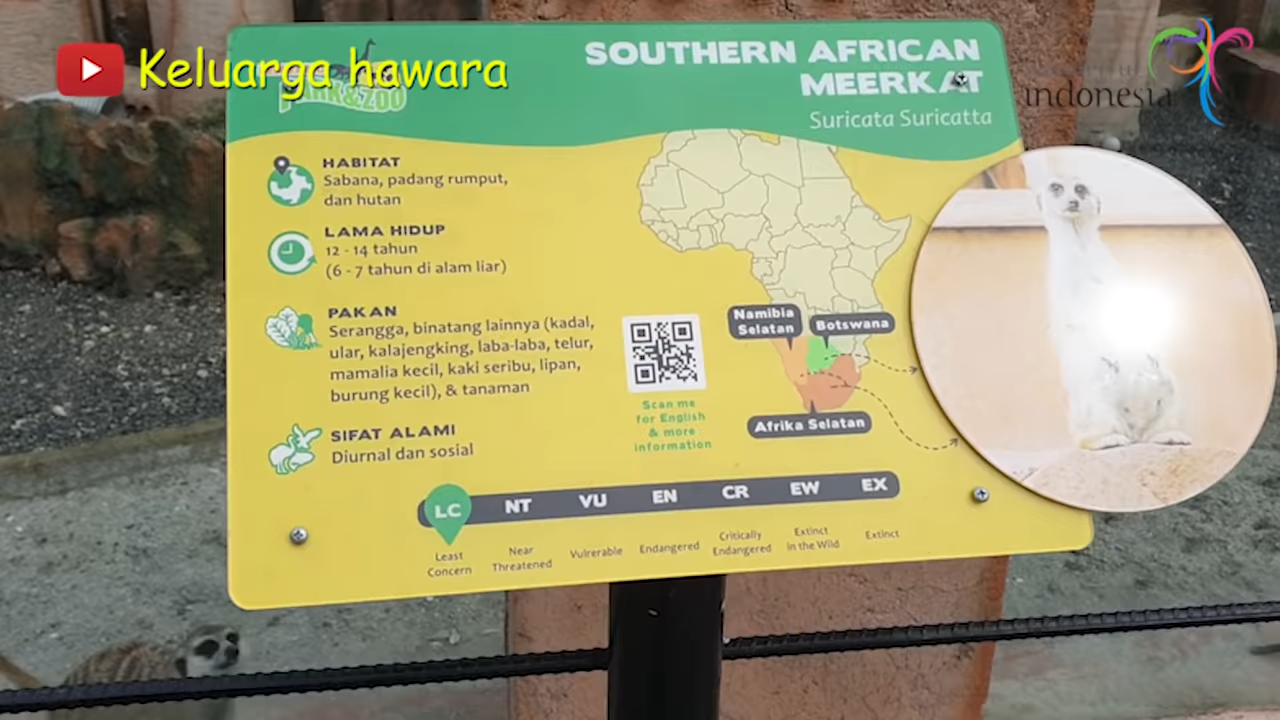 Keluarga hawara
indonesia
PARK&ZOO
SOUTHERN AFRICAN
MEERKAT
Suricata Suricatta
HABITAT
Sabana, padang rumput,
dan hutan
LAMA HIDUP
12 - 14 tahun
(6 - 7 tahun di alam liar)
PAKAN
Serangga, binatang lainnya (kadal,
ular, kalajengking, laba-laba, telur,
mamalia kecil, kaki seribu, lipan,
burung kecil), & tanaman
SIFAT ALAMI
Diurnal dan sosial
Scan me
for English
& more
information
Namibia
Selatan
Botswana
Afrika Selatan
LC NT VU EN CR EW EX
Least
Concern
Near
Threatened
Vulrerable
Endangered
Critically
Endangered
Extinct
in the Wild
Extinct